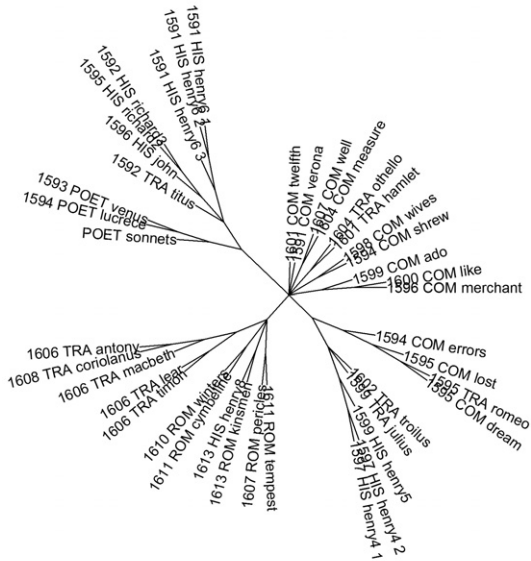 1591 HIS henry6 1
1591 HIS henry6 2
1591 HIS henry6 3
1592 HIS richard3
1595 HIS richard2
1596 HIS john
1592 TRA titus
1593 POET venus
1594 POET lucrece
POET sonnets
1601 COM twelfth
1591 COM verona
1607 COM well
1604 COM measure
1604 TRA othello
1601 TRA hamlet
1598 COM wives
1594 COM shrew
1599 COM ado
1600 COM like
1596 COM merchant
1594 COM errors
1595 COM lost
1595 TRA romeo
1595 COM dream
1602 TRA troilus
1599 TRA julius
1599 HIS henry5
1597 HIS henry4 2
1597 HIS henry4 1
1611 ROM tempest
1607 ROM pericles
1613 ROM kinsmen
1613 HIS henry8
1611 ROM cymbeline
1610 ROM winters
1606 TRA timon
1606 TRA lear
1606 TRA macbeth
1608 TRA coriolanus
1606 TRA antony